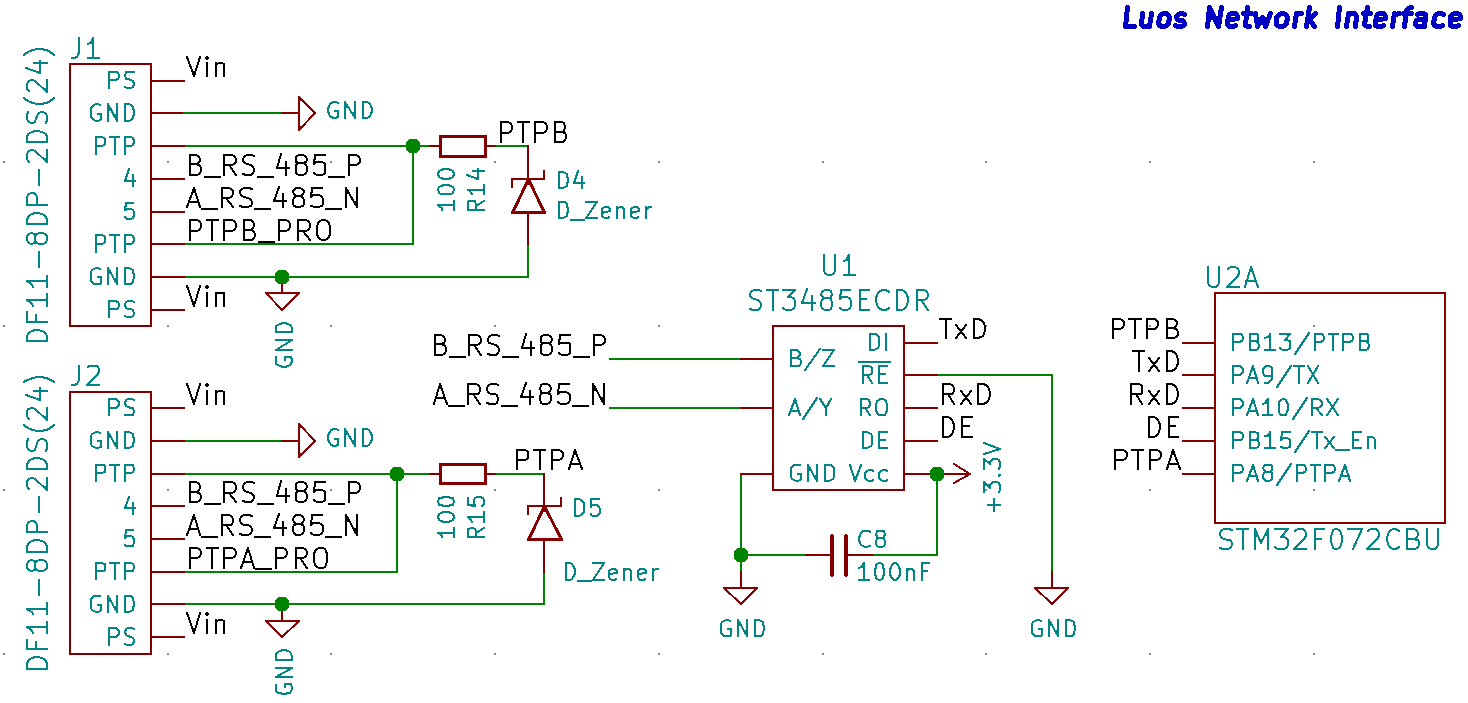 Luos Network Interface
J1
DF11-8DP-2DS(24)
PS
Vin
GND
GND
PTP
PTPB
4
B_RS_485_P
5
A_RS_485_N
PTP
PTPB_PRO
GND
PS
Vin
GND
100
R14
D4
D_Zener
J2
DF11-8DP-2DS(24)
PS
Vin
GND
GND
PTP
PTPA
4
B_RS_485_P
5
A_RS_485_N
PTP
PTPA_PRO
GND
PS
Vin
GND
100
R15
D5
D_Zener
U1
ST3485ECDR
B_RS_485_P
B/Z
A_RS_485_N
A/Y
GND
DI
TxD
RE
RO
RxD
DE
DE
Vcc
+3.3V
C8
100nF
GND
GND
U2A
PTPB
PB13/PTPB
TxD
PA9/TX
RxD
PA10/RX
DE
PB15/Tx_En
PTPA
PA8/PTPA
STM32F072CBU